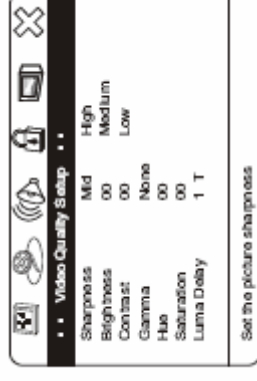 · · Video Quality Setup · ·
Sharpness Mid High
Brightness 00 Medium
Contrast 00 Low
Gamma None
Hue 00
Saturation 00
Luma Delay 1 T
Set the picture sharpness